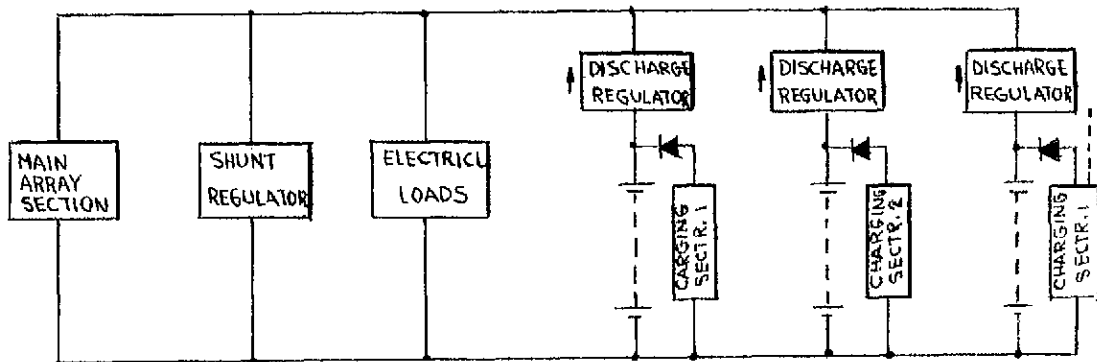 DISCHARGE
REGULATOR
DISCHARGE
REGULATOR
DISCHARGE
REGULATOR
MAIN
ARRAY
SECTION
SHUNT
REGULATOR
ELECTRICL
LOADS
CARGING
SECTR. 1
CHARGING
SECTR. 2
CHARGING
SECTR. 1